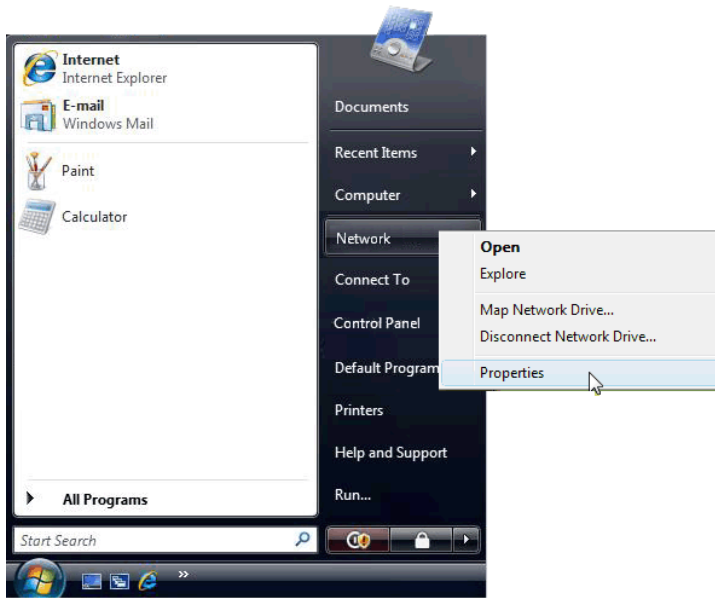 Internet
Internet Explorer
E-mail
Windows Mail
Paint
Calculator
All Programs
Start Search
Documents
Recent Items
Computer
Network
Connect To
Control Panel
Default Program
Printers
Help and Support
Run...
Open
Explore
Map Network Drive...
Disconnect Network Drive...
Properties
»